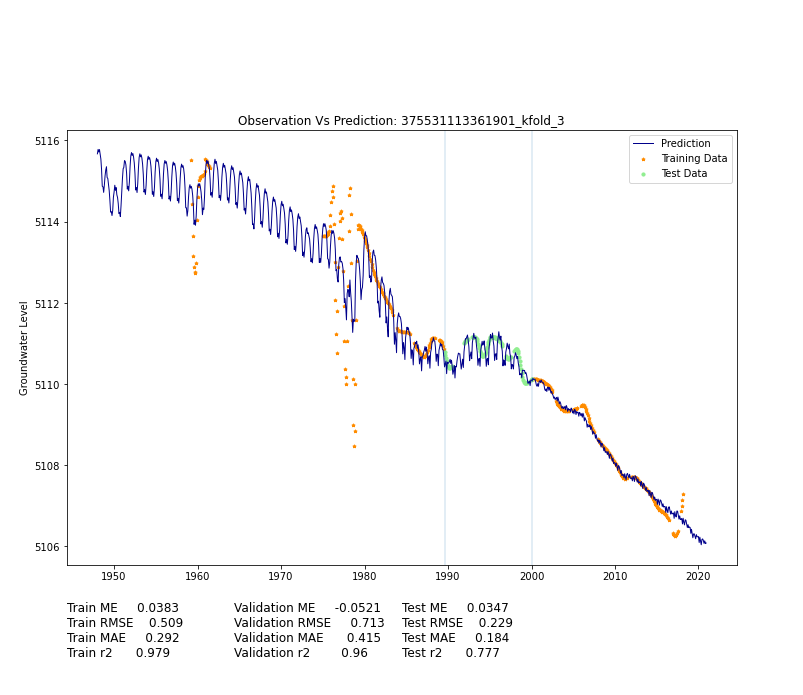 Observation Vs Prediction: 375531113361901_kfold_3
Prediction
Training Data
Test Data
Groundwater Level
5116
5114
5112
5110
5108
5106
1950 1960 1970 1980 1990 2000 2010 2020
Train ME 0.0383 Validation ME -0.0521 Test ME 0.0347
Train RMSE 0.509 Validation RMSE 0.713 Test RMSE 0.229
Train MAE 0.292 Validation MAE 0.415 Test MAE 0.184
Train r2 0.979 Validation r2 0.96 Test r2 0.777